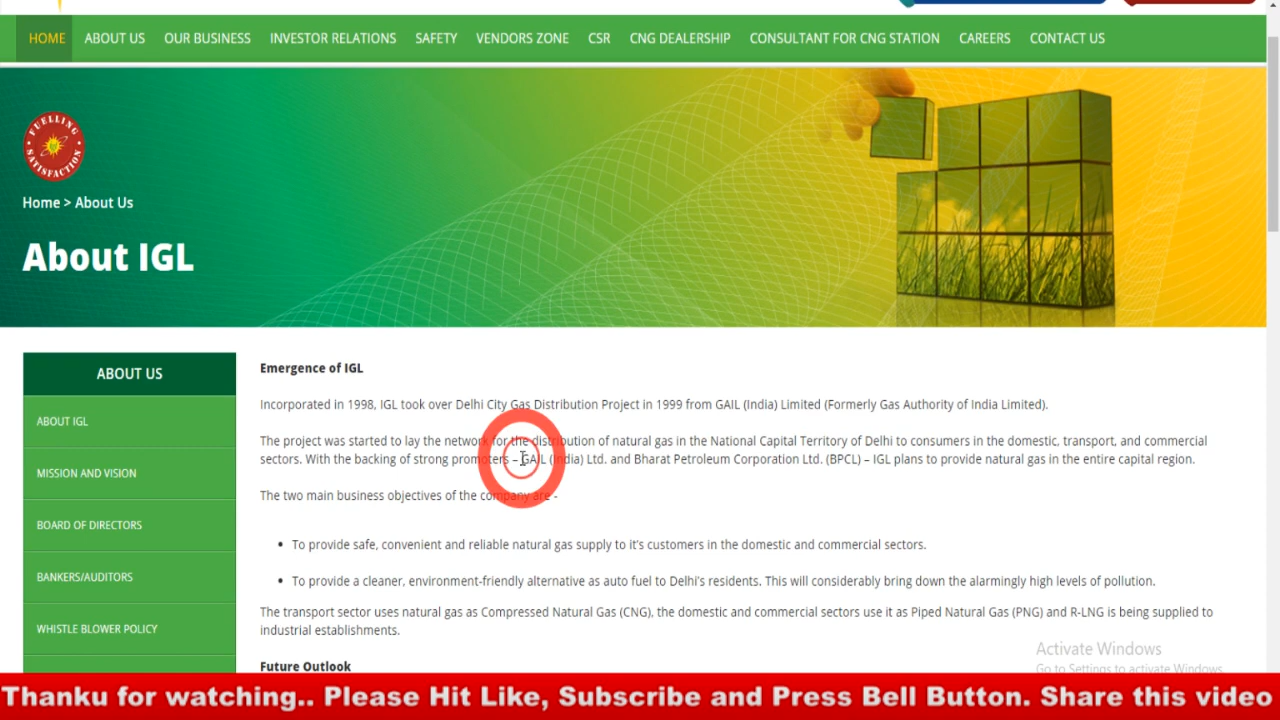 HOME ABOUT US OUR BUSINESS INVESTOR RELATIONS SAFETY VENDORS ZONE CSR CNG DEALERSHIP CONSULTANT FOR CNG STATION CAREERS CONTACT US
FUELLING SATISFACTION
Home > About Us
About IGL
ABOUT US
ABOUT IGL
MISSION AND VISION
BOARD OF DIRECTORS
BANKERS/AUDITORS
WHISTLE BLOWER POLICY
Emergence of IGL
Incorporated in 1998, IGL took over Delhi City Gas Distribution Project in 1999 from GAIL (India) Limited (Formerly Gas Authority of India Limited).
The project was started to lay the network for the distribution of natural gas in the National Capital Territory of Delhi to consumers in the domestic, transport, and commercial
sectors. With the backing of strong promoters – GAIL (India) Ltd. and Bharat Petroleum Corporation Ltd. (BPCL) – IGL plans to provide natural gas in the entire capital region.
The two main business objectives of the company are -
• To provide safe, convenient and reliable natural gas supply to it's customers in the domestic and commercial sectors.
• To provide a cleaner, environment-friendly alternative as auto fuel to Delhi's residents. This will considerably bring down the alarmingly high levels of pollution.
The transport sector uses natural gas as Compressed Natural Gas (CNG), the domestic and commercial sectors use it as Piped Natural Gas (PNG) and R-LNG is being supplied to
industrial establishments.
Future Outlook
Activate Windows
Go to Settings to activate Windows.
Thanku for watching.. Please Hit Like, Subscribe and Press Bell Button. Share this video